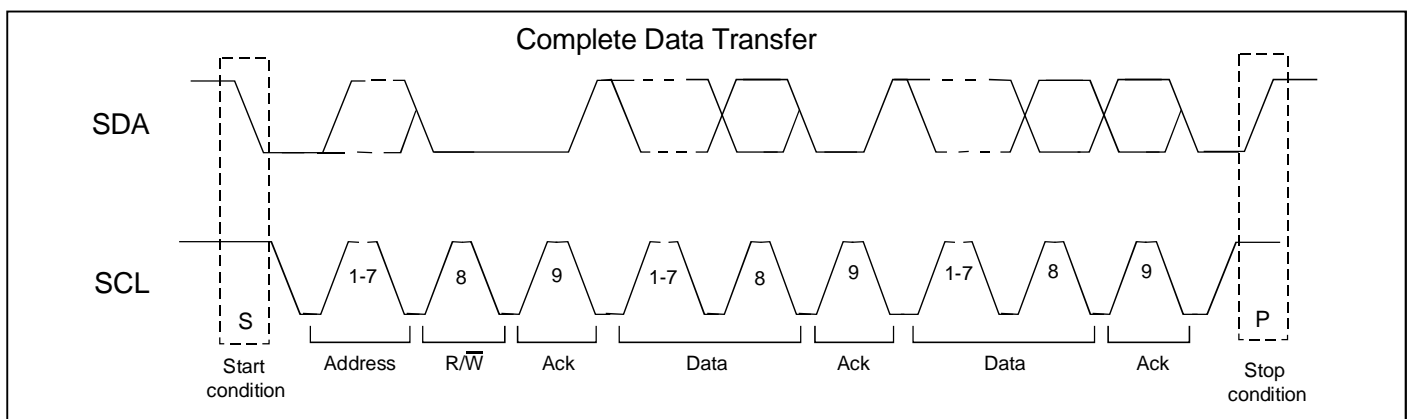 Complete Data Transfer
SDA
SCL
1-7 8 9 1-7 8 9 1-7 8 9
S P
Start condition
Address R/W̅ Ack Data Ack Data Ack
Stop condition